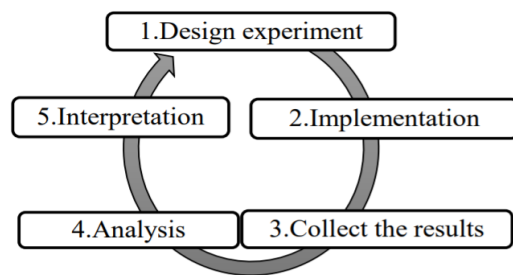 1.Design experiment
2.Implementation
3.Collect the results
4.Analysis
5.Interpretation